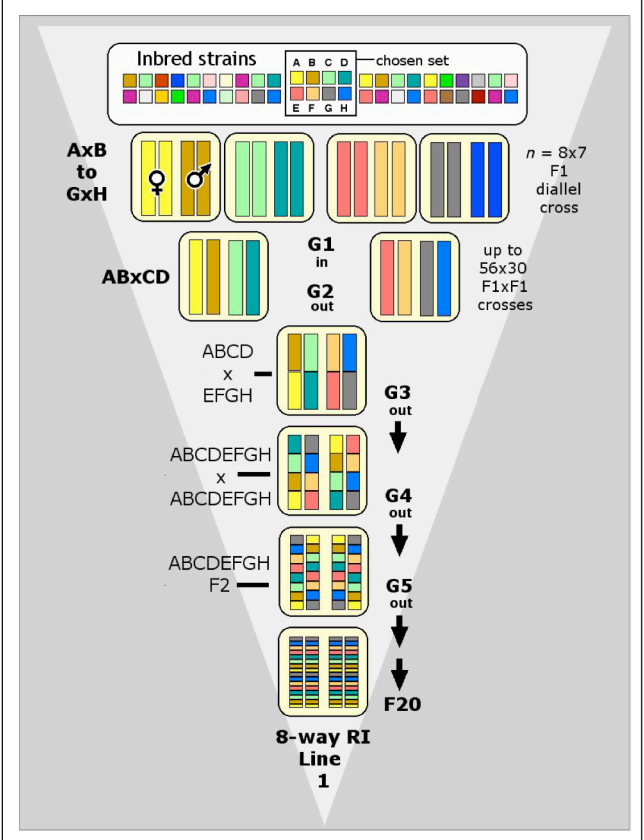 Inbred strains
A B C D
chosen set
E F G H
AxB
to
GxH
♀ ♂
n = 8x7
F1
diallel
cross
ABxCD
G1
in
G2
out
up to
56x30
F1xF1
crosses
ABCD
x
EFGH
G3
out
ABCDEFGH
x
ABCDEFGH
G4
out
ABCDEFGH
F2
G5
out
F20
8-way RI
Line
1